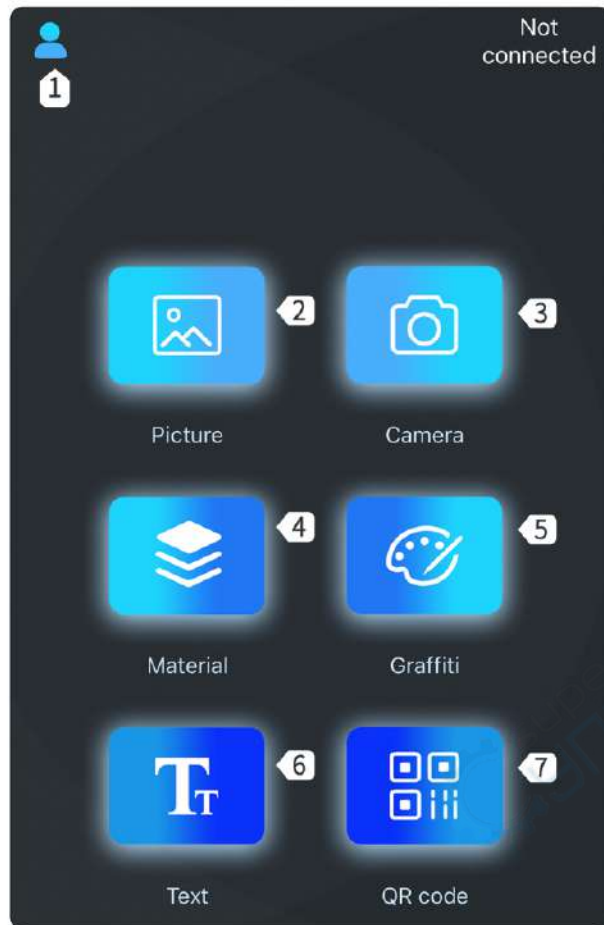 Not
connected
1
2
3
Picture
Camera
4
5
Material
Graffiti
6
7
Text
QR code